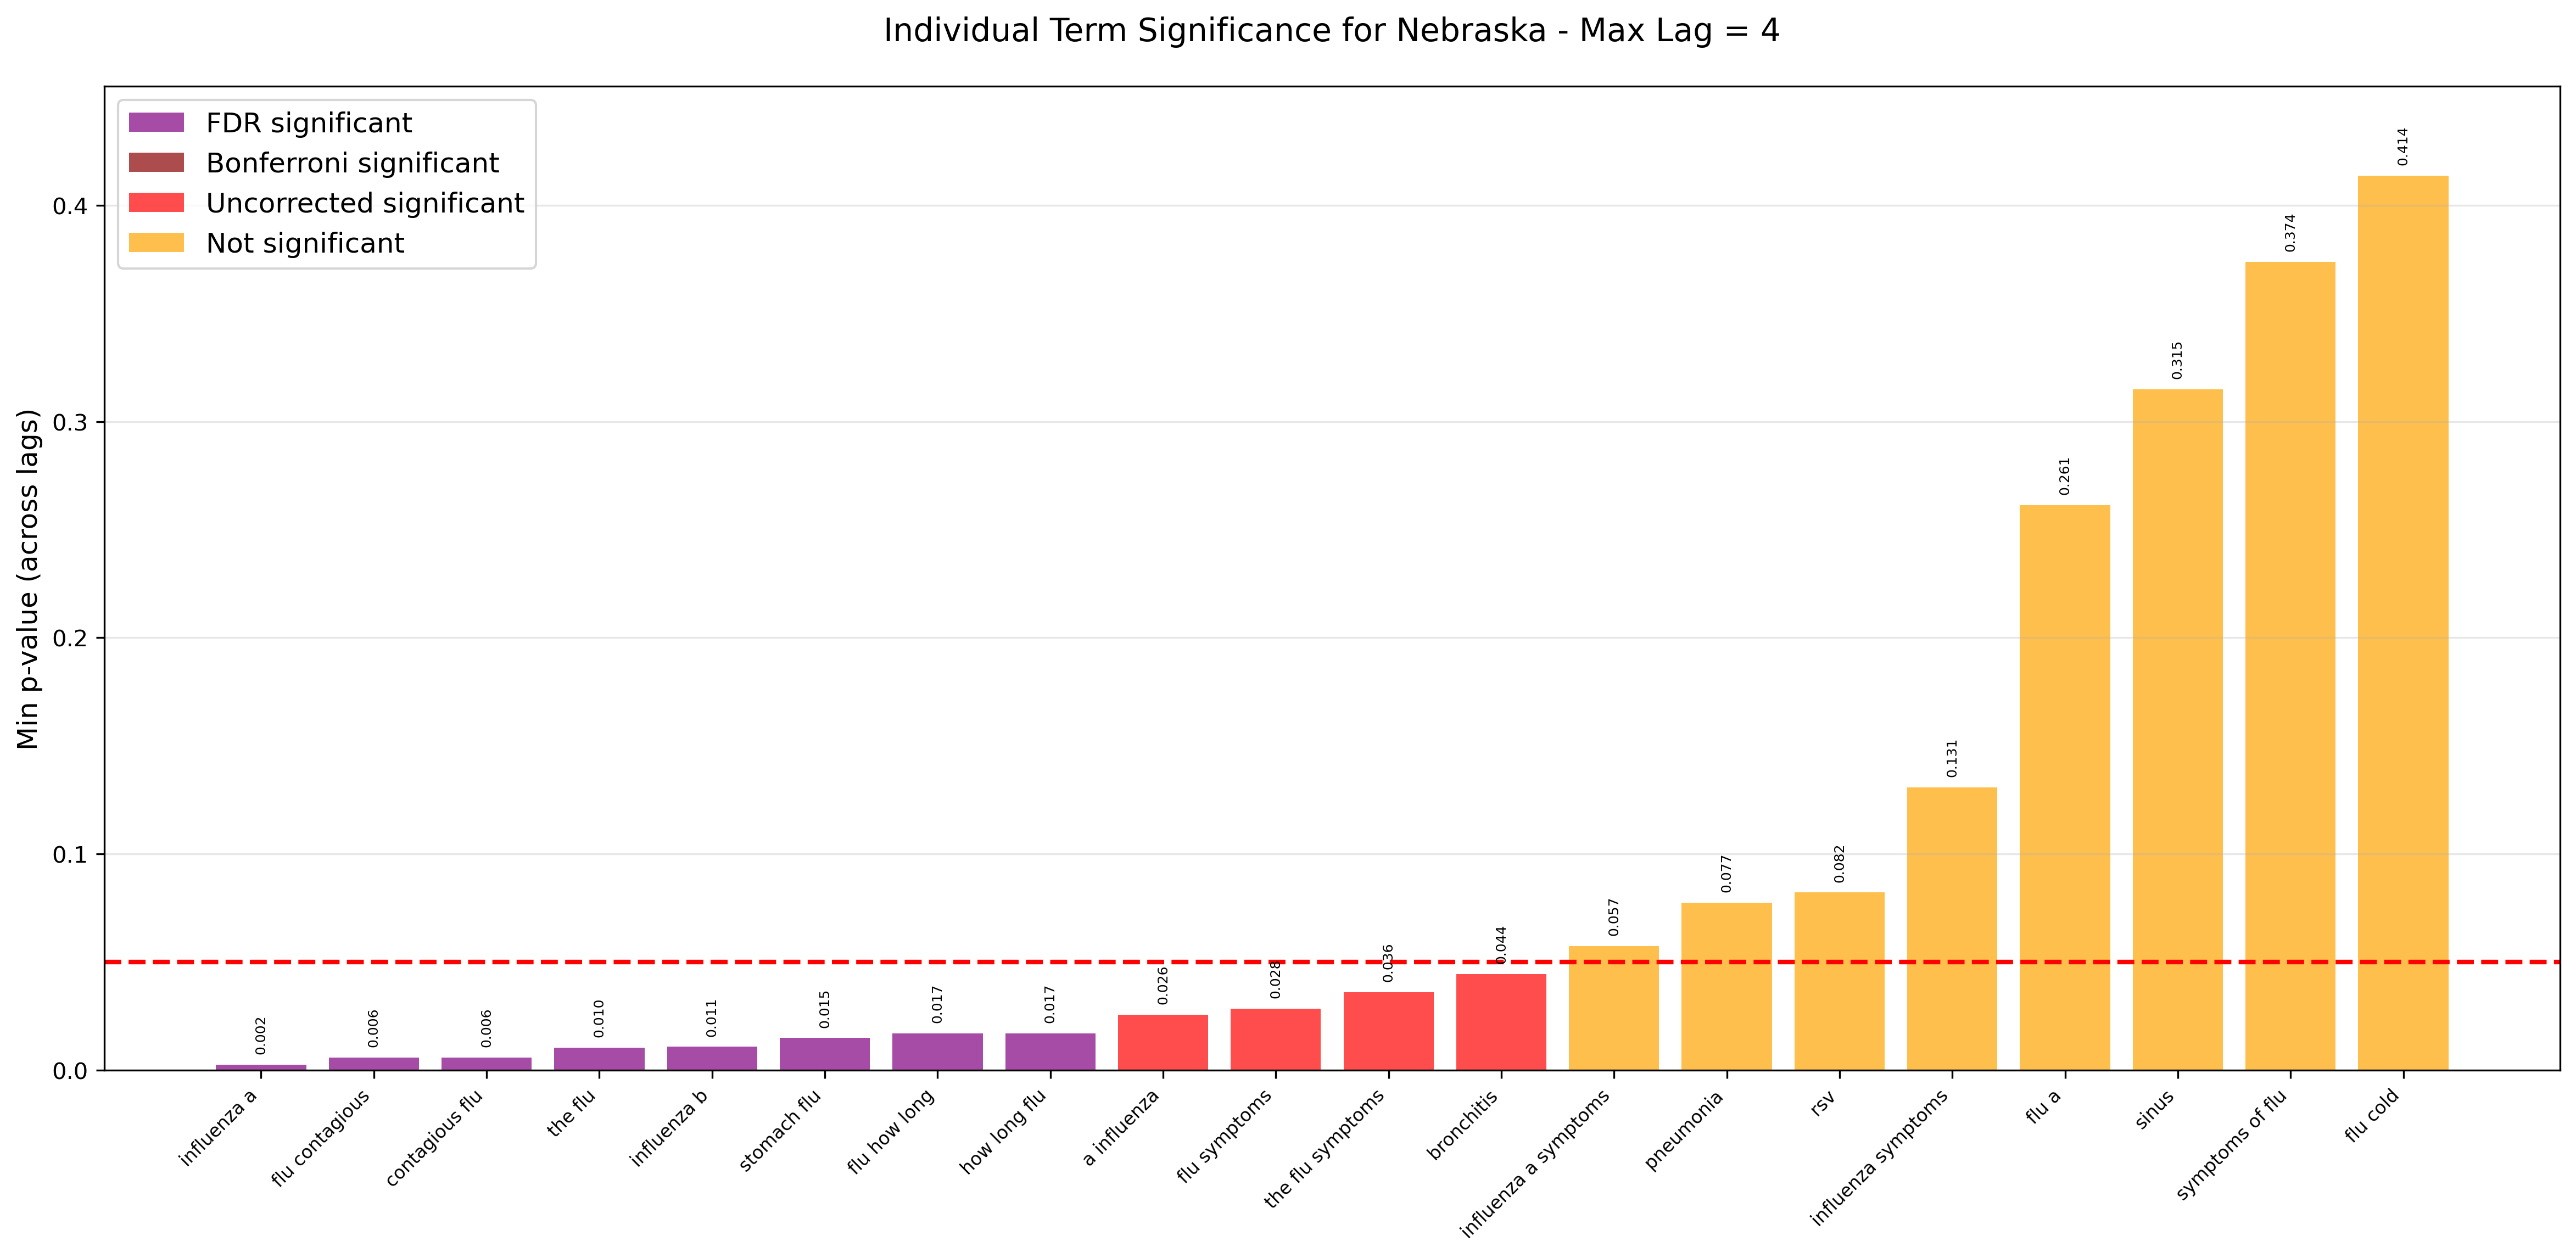 Individual Term Significance for Nebraska - Max Lag = 4
FDR significant
Bonferroni significant
Uncorrected significant
Not significant
Min p-value (across lags)
0.4
0.3
0.2
0.1
0.0
0.002
0.006
0.006
0.010
0.011
0.015
0.017
0.017
0.026
0.028
0.036
0.044
0.057
0.077
0.082
0.131
0.261
0.315
0.374
0.414
influenza a
flu contagious
contagious flu
the flu
influenza b
stomach flu
flu how long
how long flu
a influenza
flu symptoms
the flu symptoms
bronchitis
influenza a symptoms
pneumonia
rsv
influenza symptoms
flu a
sinus
symptoms of flu
flu cold